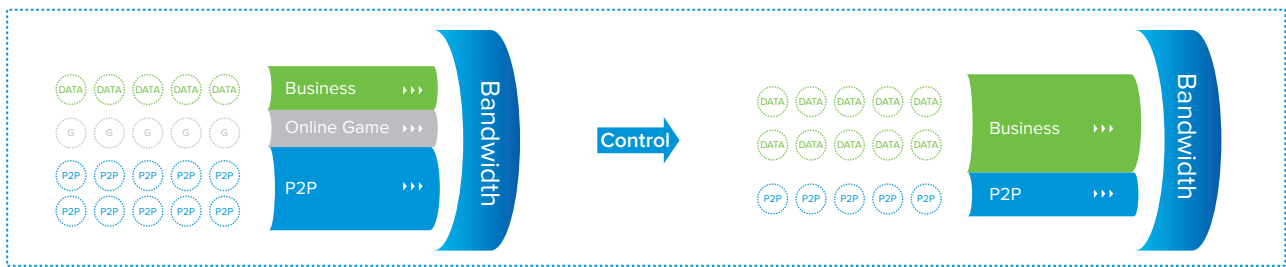 DATA DATA DATA DATA DATA
G G G G G
P2P P2P P2P P2P P2P
P2P P2P P2P P2P P2P
Business
Online Game
P2P
Bandwidth
Control
DATA DATA DATA DATA DATA
DATA DATA DATA DATA DATA
P2P P2P P2P P2P P2P
Business
P2P
Bandwidth